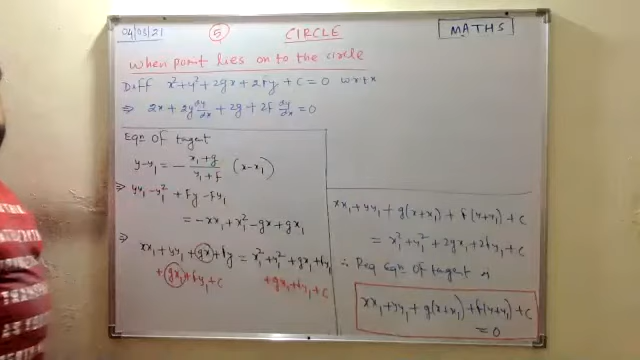 04/05/21
5
CIRCLE
MATHS
When point lies on to the circle
Diff x²+y²+2gx+2fy+c=0 w.r.t x
⇒ 2x+2y dy/dx +2g+2f dy/dx =0
Eqn Of tagent
y-y₁ = - x₁+g / y₁+f (x-x₁)
⇒ yy₁-y₁²+fy-fy₁
= -xx₁+x₁²-gx+gx₁
⇒ xx₁+yy₁+gx+fy = x₁²+y₁²+gx₁+fy₁
+gx₁+fy₁+c +gx₁+fy₁+c
xx₁+yy₁+g(x+x₁)+f(y+y₁)+c
= x₁²+y₁²+2gx₁+2fy₁+c
∴ Req Eqn Of tagent is
xx₁+yy₁+g(x+x₁)+f(y+y₁)+c
=0